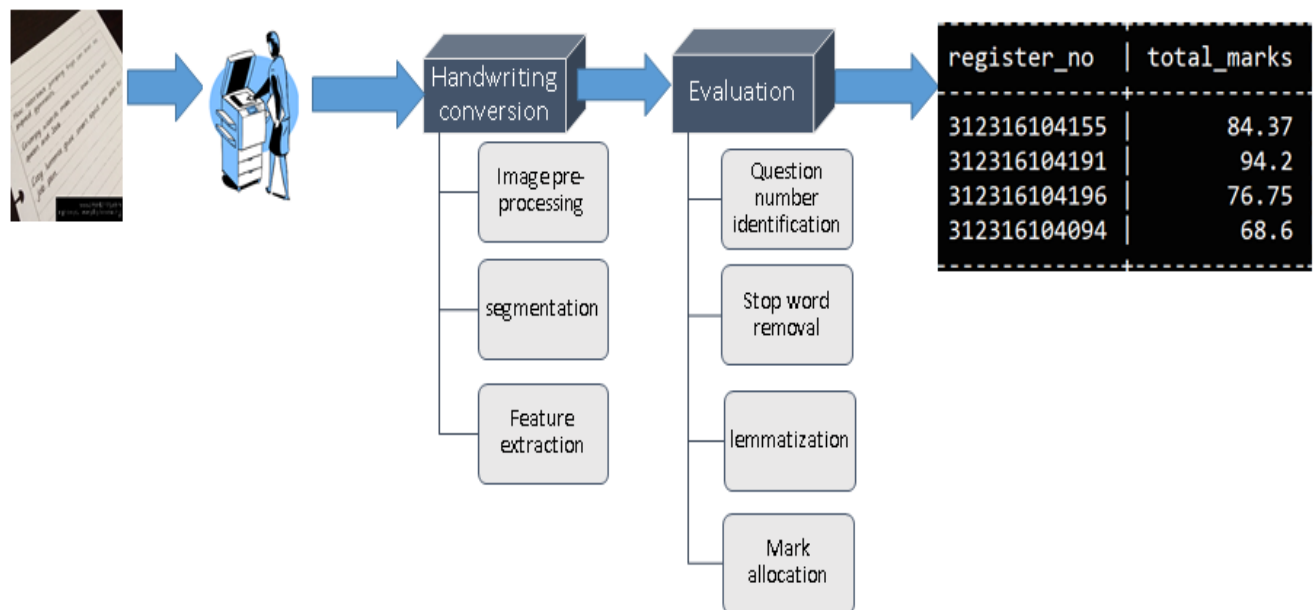 Handwriting
conversion
Image pre-
processing
segmentation
Feature
extraction
Evaluation
Question
number
identification
Stop word
removal
lemmatization
Mark
allocation
register_no | total_marks
312316104155 | 84.37
312316104191 | 94.2
312316104196 | 76.75
312316104094 | 68.6